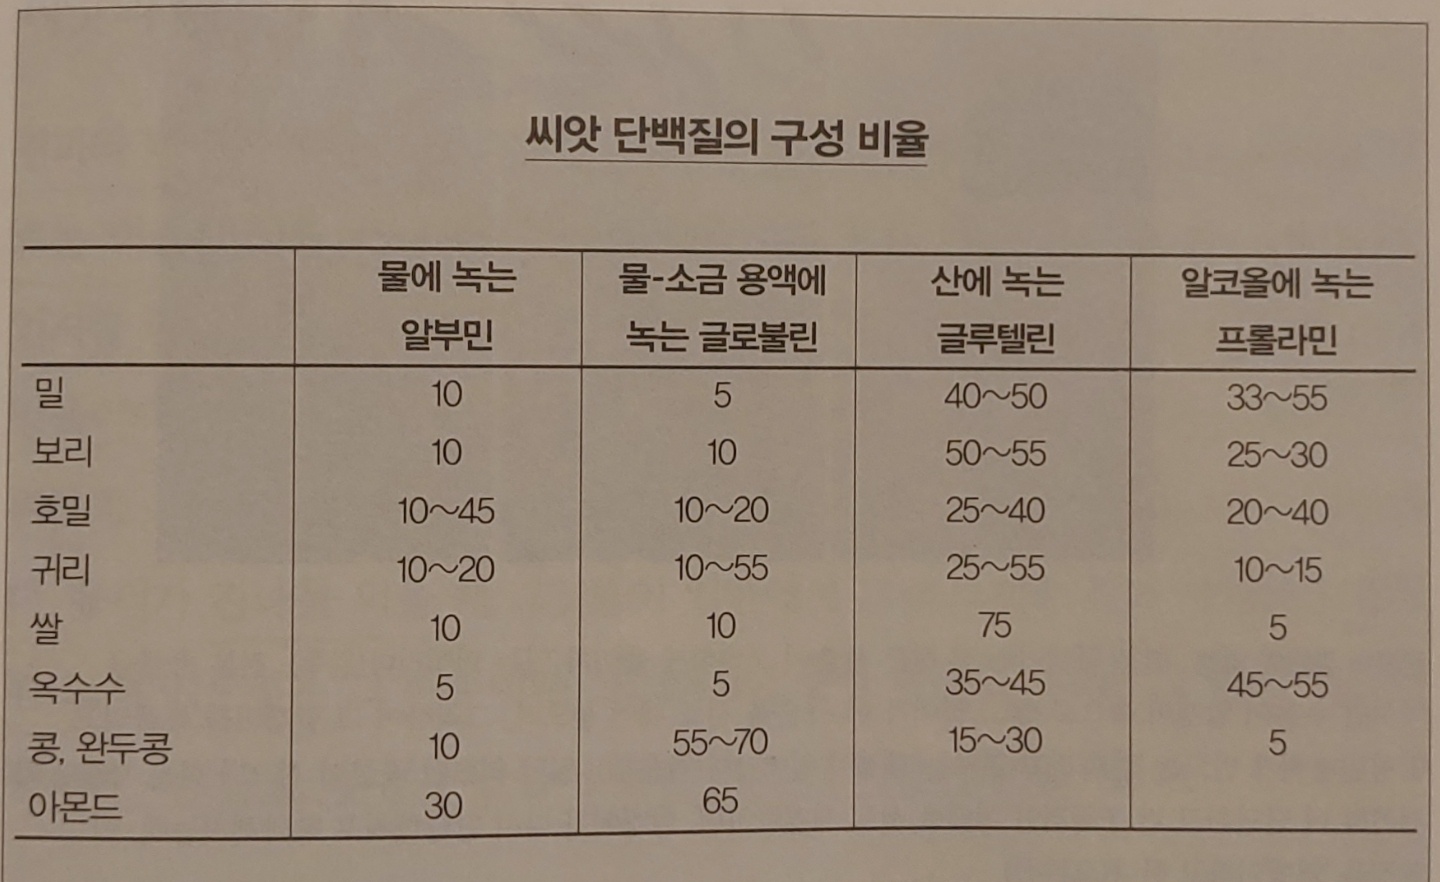 씨앗 단백질의 구성 비율
물에 녹는 알부민 물-소금 용액에 녹는 글로불린 산에 녹는 글루텔린 알코올에 녹는 프롤라민
밀 10 5 40~50 33~55
보리 10 10 50~55 25~30
호밀 10~45 10~20 25~40 20~40
귀리 10~20 10~55 25~55 10~15
쌀 10 10 75 5
옥수수 5 5 35~45 45~55
콩, 완두콩 10 55~70 15~30 5
아몬드 30 65